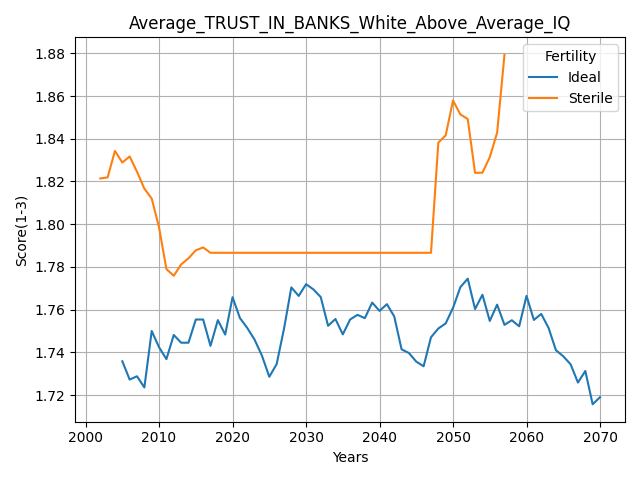 Average_TRUST_IN_BANKS_White_Above_Average_IQ
Fertility
Ideal
Sterile
Score(1-3)
1.88
1.86
1.84
1.82
1.80
1.78
1.76
1.74
1.72
2000 2010 2020 2030 2040 2050 2060 2070
Years